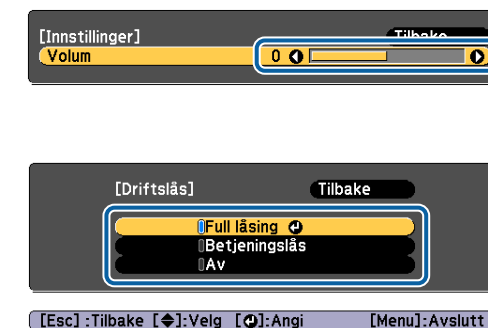 [Innstillinger] Tilbake
Volum 0
[Driftslås] Tilbake
Full låsing
Betjeningslås
Av
[Esc] :Tilbake [ ]:Velg [ ]:Angi [Menu]:Avslutt